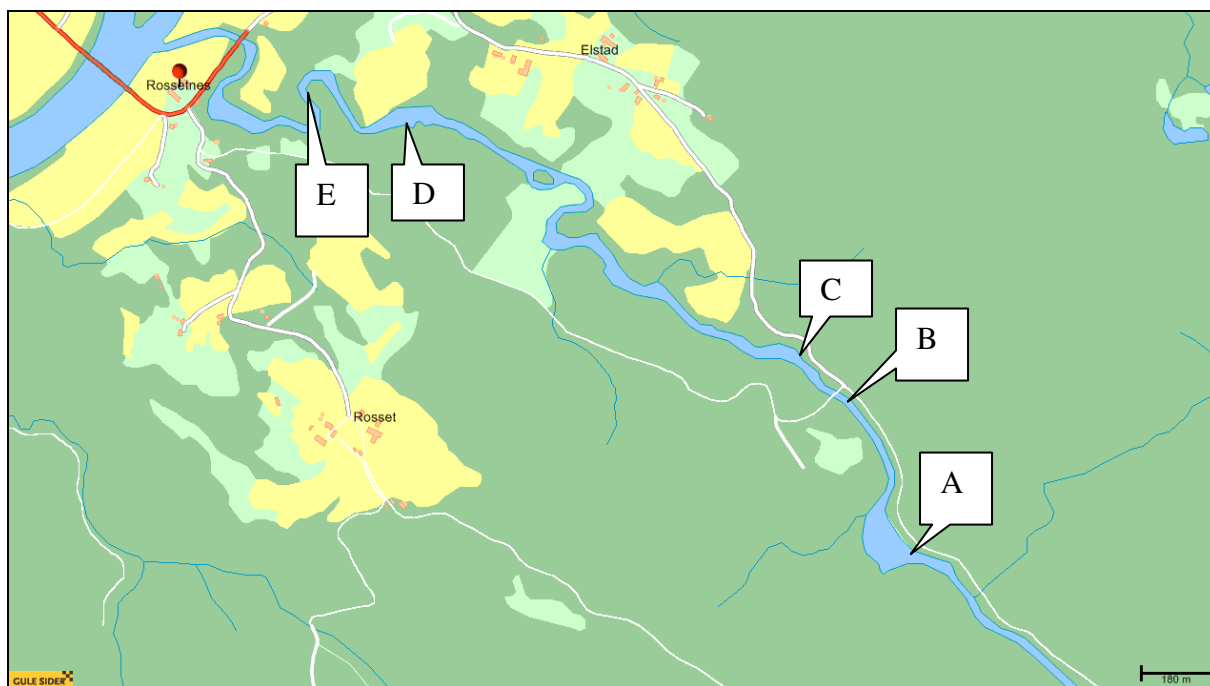 Elstad
Rossetnes
E
D
C
B
Rosset
A
GULE SIDER
180 m